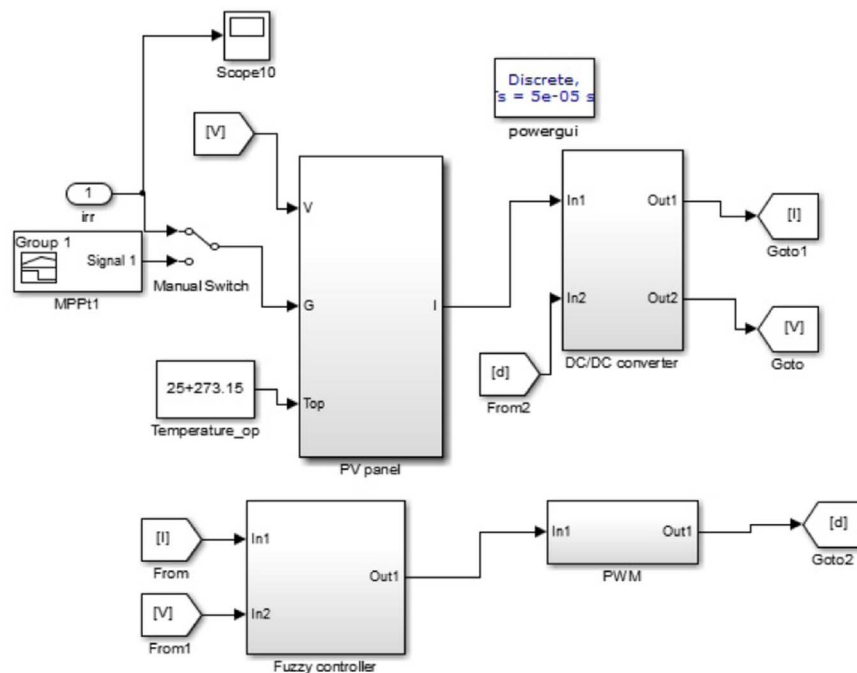 Scope10
Discrete,
s = 5e-05 s
powergui
[V]
1
irr
Group 1
Signal 1
MPPt1
Manual Switch
25+273.15
Temperature_op
V
G
Top
I
PV panel
In1
In2
Out1
Out2
DC/DC converter
[d]
From2
[I]
Goto1
[V]
Goto
[I]
From
[V]
From1
In1
In2
Out1
Fuzzy controller
In1
Out1
PWM
[d]
Goto2